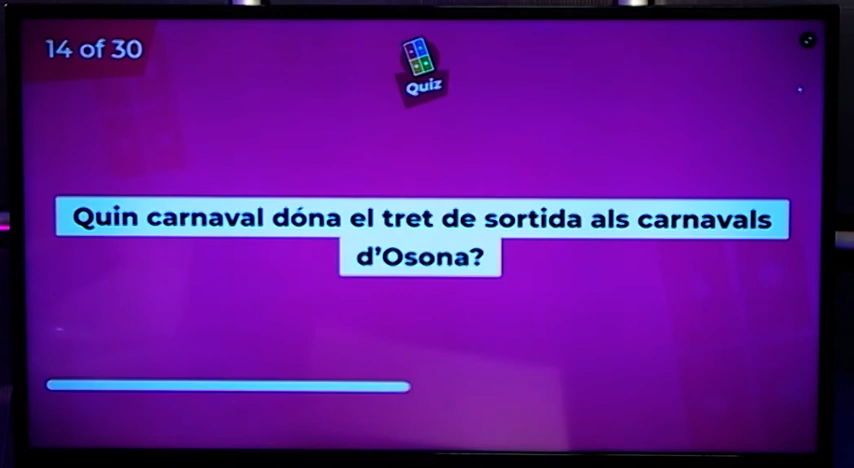 14 of 30
Quiz
Quin carnaval dóna el tret de sortida als carnavals
d'Osona?